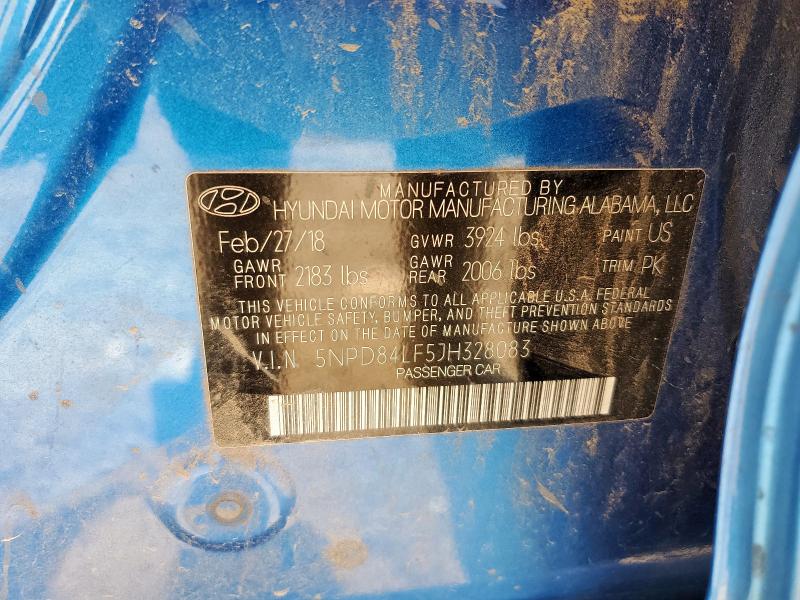 MANUFACTURED BY
HYUNDAI MOTOR MANUFACTURING ALABAMA, LLC
Feb/27/18 GVWR 3924 lbs PAINT US
GAWR FRONT 2183 lbs GAWR REAR 2006 lbs TRIM PK
THIS VEHICLE CONFORMS TO ALL APPLICABLE U.S.A. FEDERAL
MOTOR VEHICLE SAFETY, BUMPER, AND THEFT PREVENTION STANDARDS
IN EFFECT ON THE DATE OF MANUFACTURE SHOWN ABOVE.
V.I.N 5NPD84LF5JH328083
PASSENGER CAR